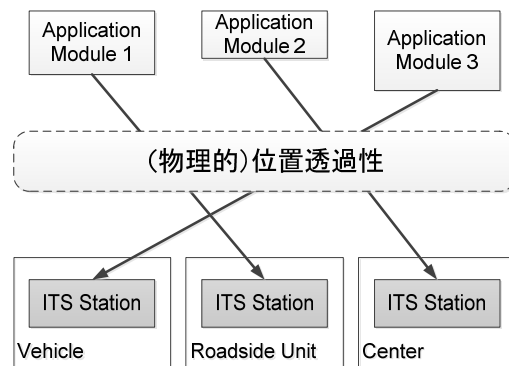 Application
Module 1
Application
Module 2
Application
Module 3
(物理的)位置透過性
ITS Station
ITS Station
ITS Station
Vehicle
Roadside Unit
Center